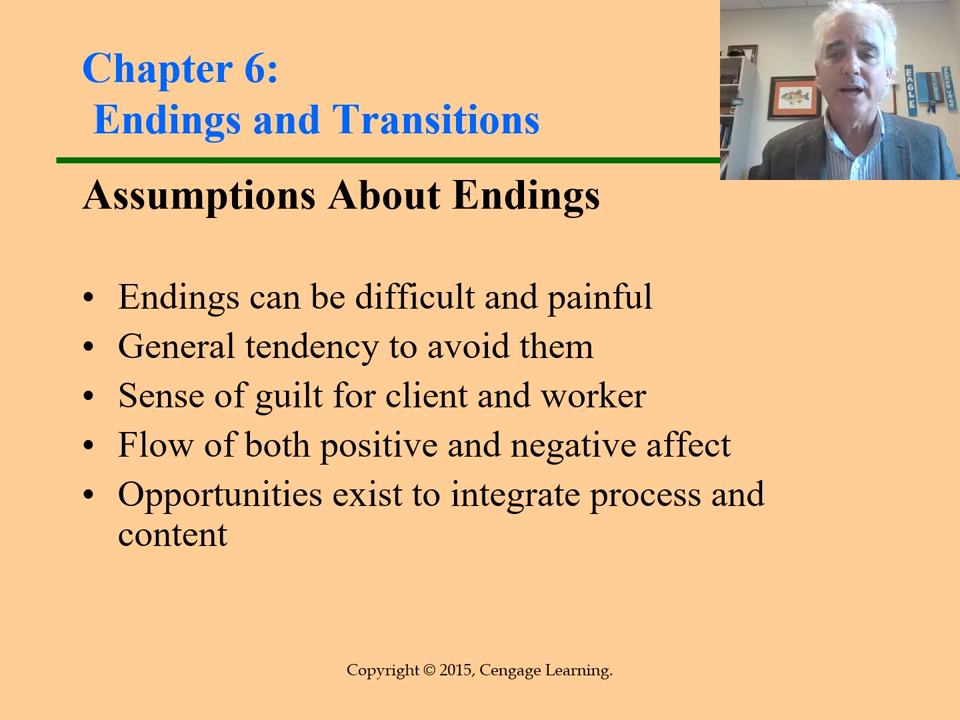 Chapter 6:
Endings and Transitions
EAGLE
Assumptions About Endings
• Endings can be difficult and painful
• General tendency to avoid them
• Sense of guilt for client and worker
• Flow of both positive and negative affect
• Opportunities exist to integrate process and
content
Copyright © 2015, Cengage Learning.